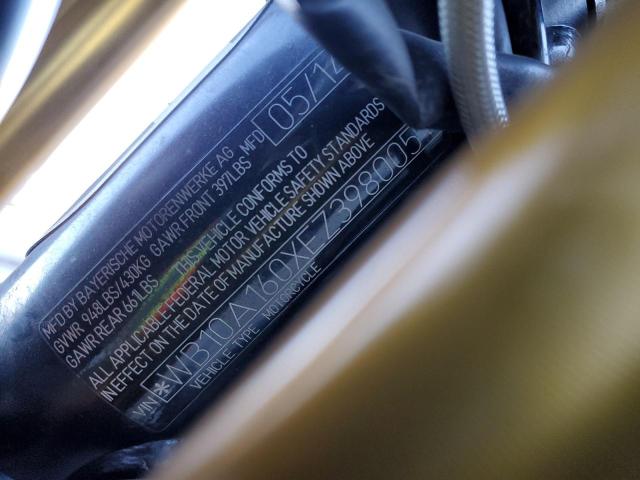 MFD BY BAYERISCHE MOTORENWERKE AG
GVWR 948LBS/430KG GAWR FRONT 397LBS MFD 05/14
GAWR REAR 661LBS THIS VEHICLE CONFORMS TO
ALL APPLICABLE FEDERAL MOTOR VEHICLE SAFETY STANDARDS
IN EFFECT ON THE DATE OF MANUFACTURE SHOWN ABOVE
VIN *WB10A160XEZ398005
VEHICLE TYPE MOTORCYCLE